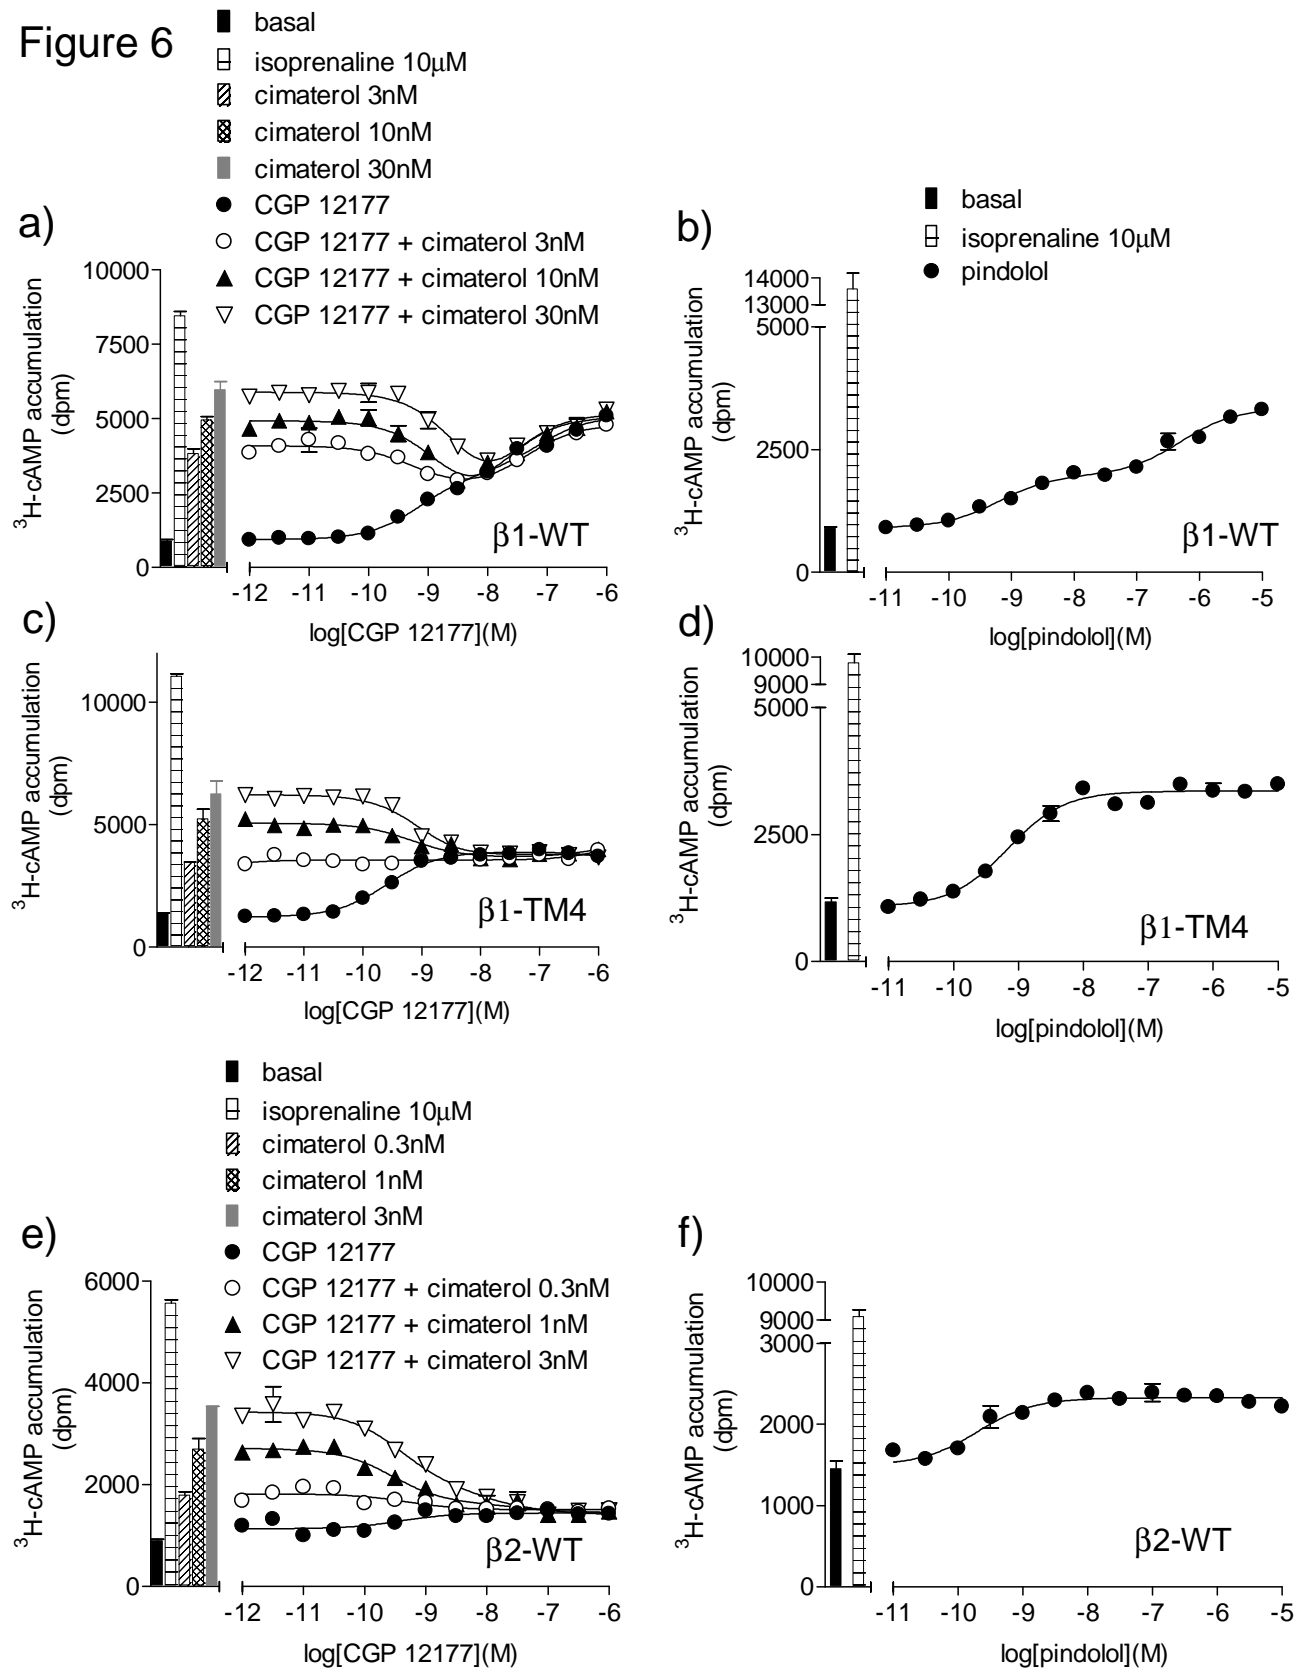 Figure 6
basal
isoprenaline 10μM
cimaterol 3nM
cimaterol 10nM
cimaterol 30nM
CGP 12177
CGP 12177 + cimaterol 3nM
CGP 12177 + cimaterol 10nM
CGP 12177 + cimaterol 30nM
a)
10000
7500
5000
2500
0
³H-cAMP accumulation
(dpm)
β1-WT
-12 -11 -10 -9 -8 -7 -6
log[CGP 12177](M)
basal
isoprenaline 10μM
pindolol
b)
14000
13000
5000
2500
0
³H-cAMP accumulation
(dpm)
β1-WT
-11 -10 -9 -8 -7 -6 -5
log[pindolol](M)
c)
10000
5000
0
³H-cAMP accumulation
(dpm)
β1-TM4
-12 -11 -10 -9 -8 -7 -6
log[CGP 12177](M)
d)
10000
9000
5000
2500
0
³H-cAMP accumulation
(dpm)
β1-TM4
-11 -10 -9 -8 -7 -6 -5
log[pindolol](M)
basal
isoprenaline 10μM
cimaterol 0.3nM
cimaterol 1nM
cimaterol 3nM
CGP 12177
CGP 12177 + cimaterol 0.3nM
CGP 12177 + cimaterol 1nM
CGP 12177 + cimaterol 3nM
e)
6000
4000
2000
0
³H-cAMP accumulation
(dpm)
β2-WT
-12 -11 -10 -9 -8 -7 -6
log[CGP 12177](M)
f)
10000
9000
3000
2000
1000
0
³H-cAMP accumulation
(dpm)
β2-WT
-11 -10 -9 -8 -7 -6 -5
log[pindolol](M)